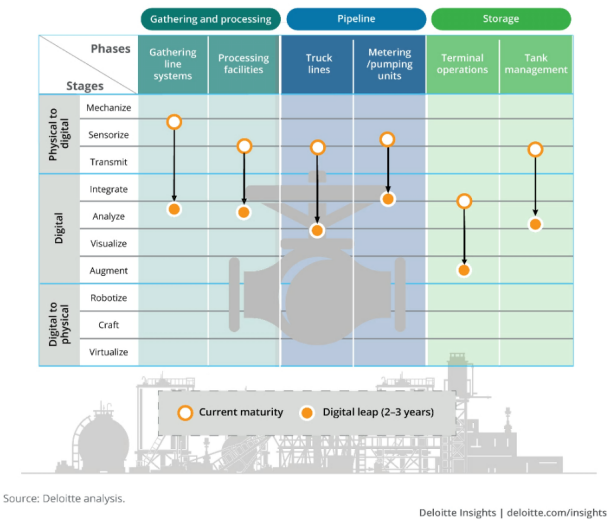 Gathering and processing
Pipeline
Storage
Phases
Stages
Gathering
line
systems
Processing
facilities
Truck
lines
Metering
/pumping
units
Terminal
operations
Tank
management
Physical to
digital
Mechanize
Sensorize
Transmit
Digital
Integrate
Analyze
Visualize
Augment
Digital to
physical
Robotize
Craft
Virtualize
Current maturity
Digital leap (2–3 years)
Source: Deloitte analysis.
Deloitte Insights | deloitte.com/insights